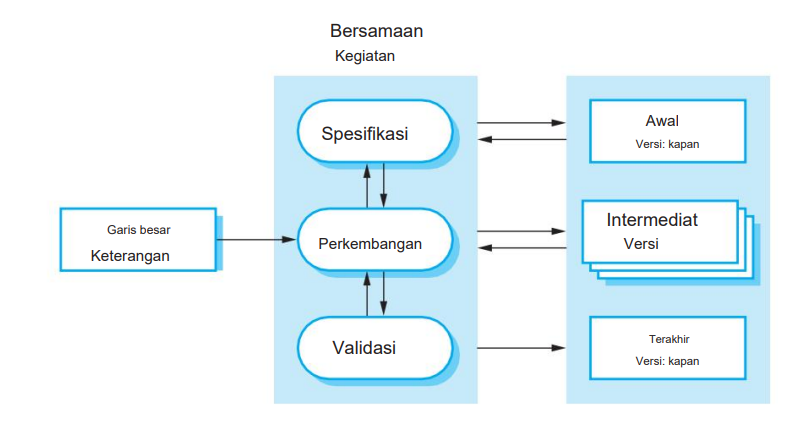 Bersamaan
Kegiatan
Spesifikasi
Awal
Versi: kapan
Garis besar
Keterangan
Perkembangan
Intermediat
Versi
Validasi
Terakhir
Versi: kapan